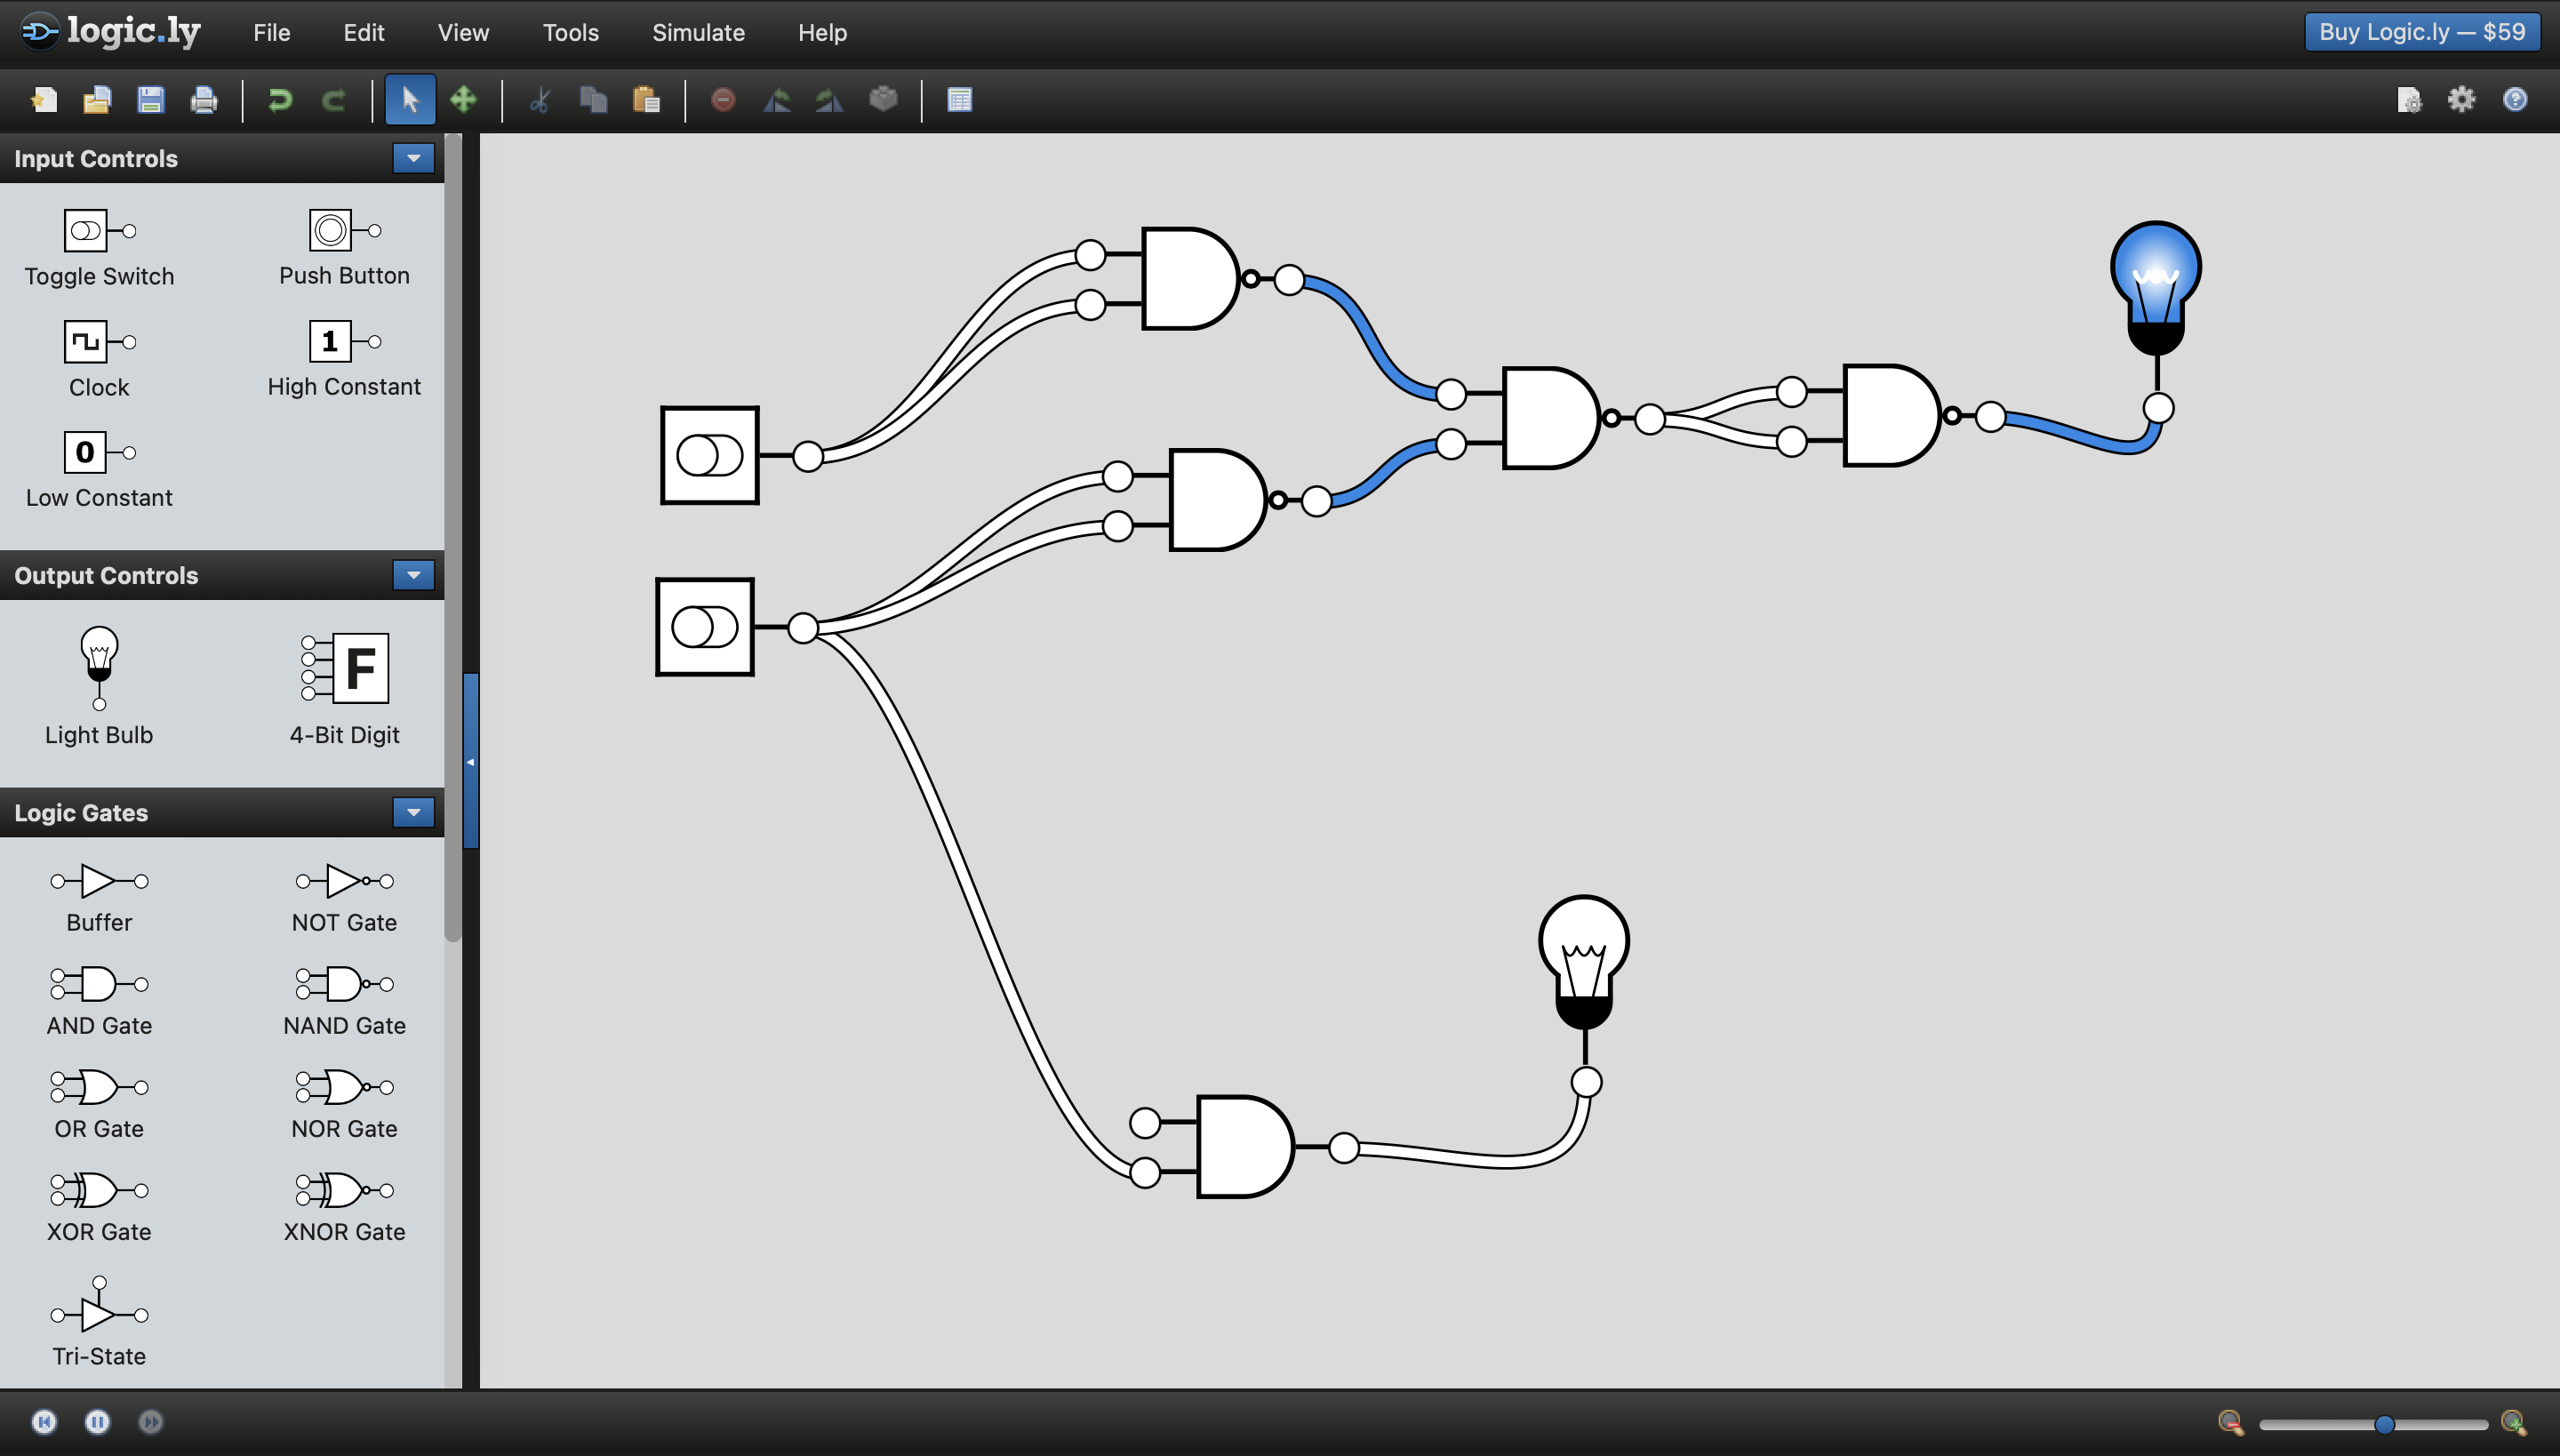 logic.ly File Edit View Tools Simulate Help Buy Logic.ly — $59
Input Controls
Toggle Switch Push Button
1
Clock High Constant
0
Low Constant
Output Controls
F
Light Bulb 4-Bit Digit
Logic Gates
Buffer NOT Gate
AND Gate NAND Gate
OR Gate NOR Gate
XOR Gate XNOR Gate
Tri-State